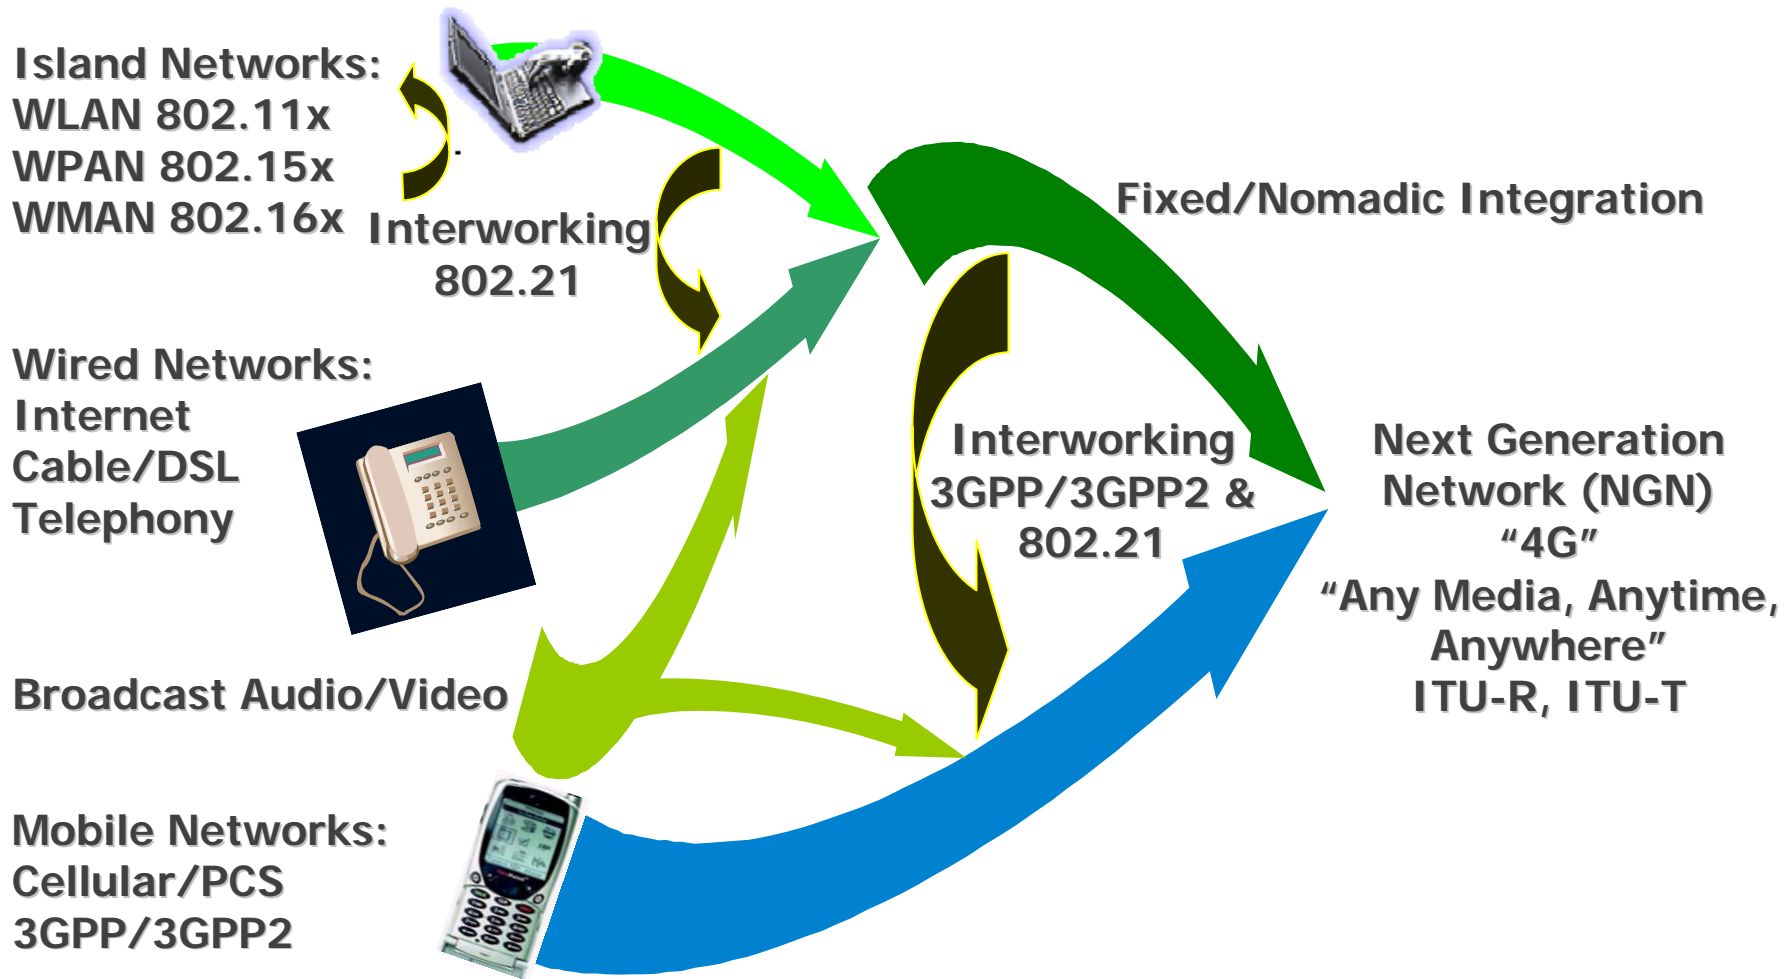 Island Networks:
WLAN 802.11x
WPAN 802.15x
WMAN 802.16x
Interworking
802.21
Fixed/Nomadic Integration
Wired Networks:
Internet
Cable/DSL
Telephony
Interworking
3GPP/3GPP2 &
802.21
Next Generation
Network (NGN)
“4G”
“Any Media, Anytime,
Anywhere”
ITU-R, ITU-T
Broadcast Audio/Video
Mobile Networks:
Cellular/PCS
3GPP/3GPP2